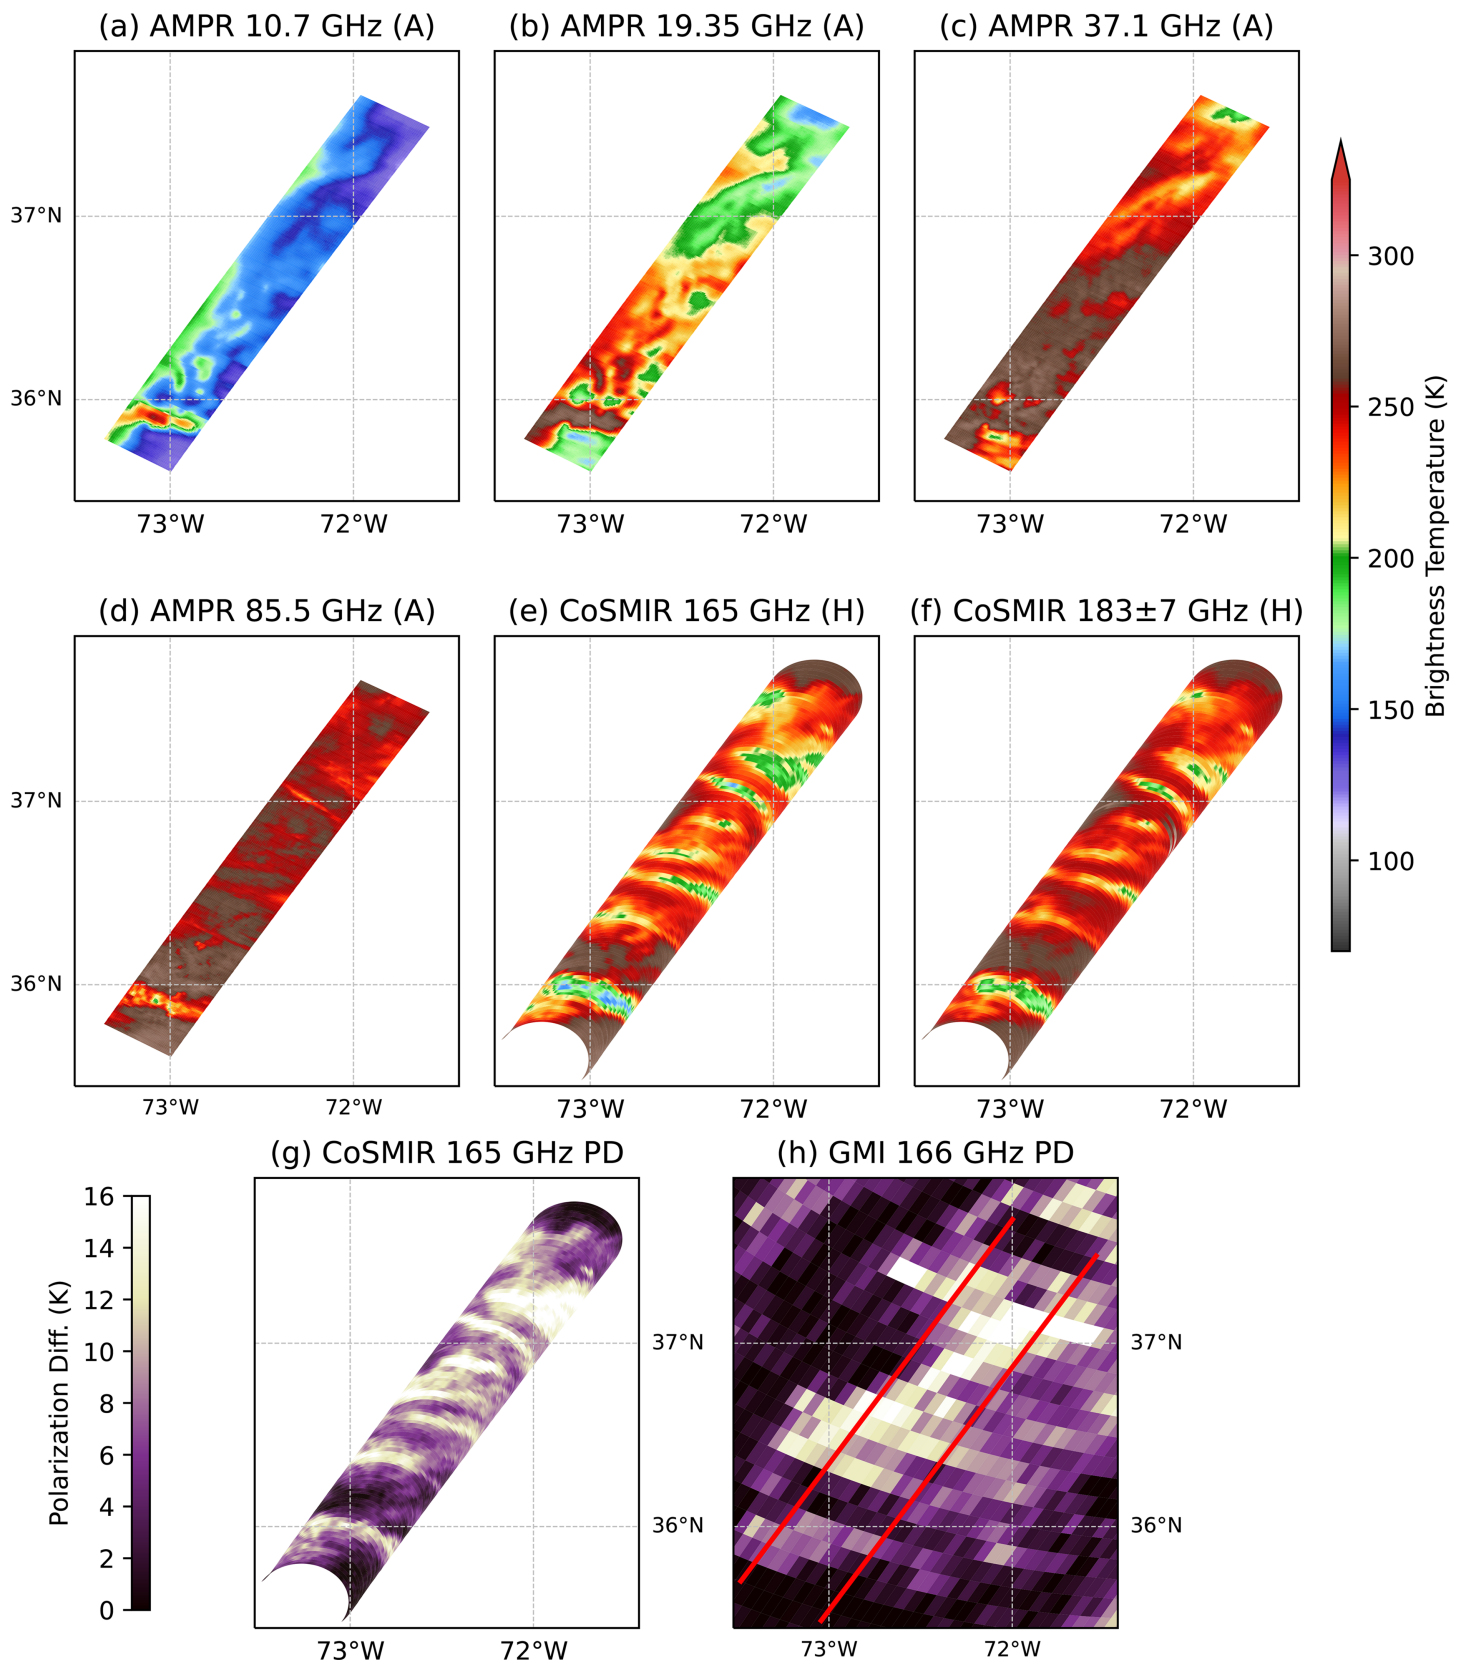 (a) AMPR 10.7 GHz (A)
(b) AMPR 19.35 GHz (A)
(c) AMPR 37.1 GHz (A)
37°N
36°N
73°W
72°W
73°W
72°W
73°W
72°W
300
250
200
150
100
Brightness Temperature (K)
(d) AMPR 85.5 GHz (A)
(e) CoSMIR 165 GHz (H)
(f) CoSMIR 183±7 GHz (H)
37°N
36°N
73°W
72°W
73°W
72°W
73°W
72°W
(g) CoSMIR 165 GHz PD
(h) GMI 166 GHz PD
16
14
12
10
8
6
4
2
0
Polarization Diff. (K)
37°N
36°N
73°W
72°W
37°N
36°N
73°W
72°W